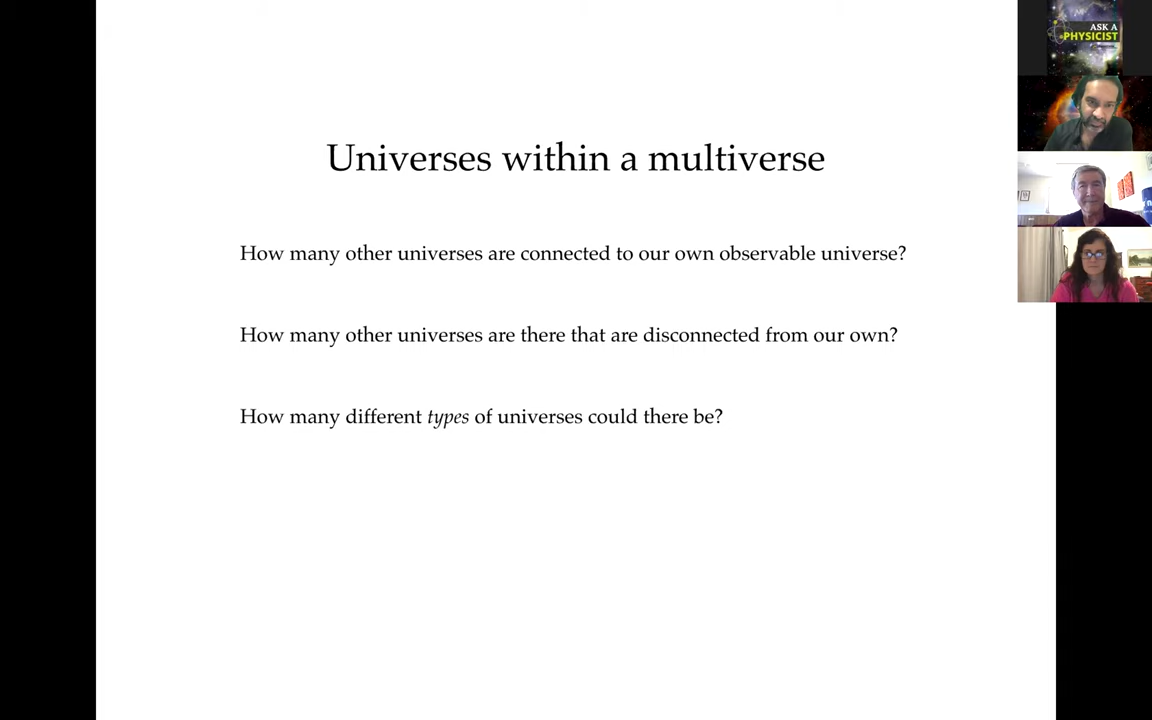 Universes within a multiverse
How many other universes are connected to our own observable universe?
How many other universes are there that are disconnected from our own?
How many different types of universes could there be?
ASK A
PHYSICIST